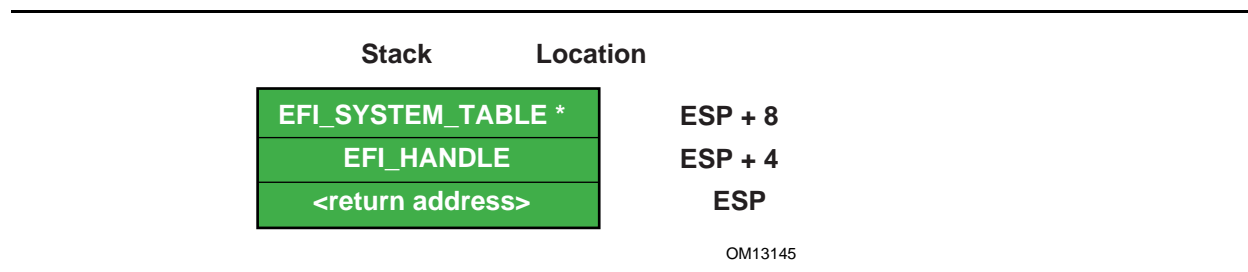 Stack Location
EFI_SYSTEM_TABLE * ESP + 8
EFI_HANDLE ESP + 4
<return address> ESP
OM13145